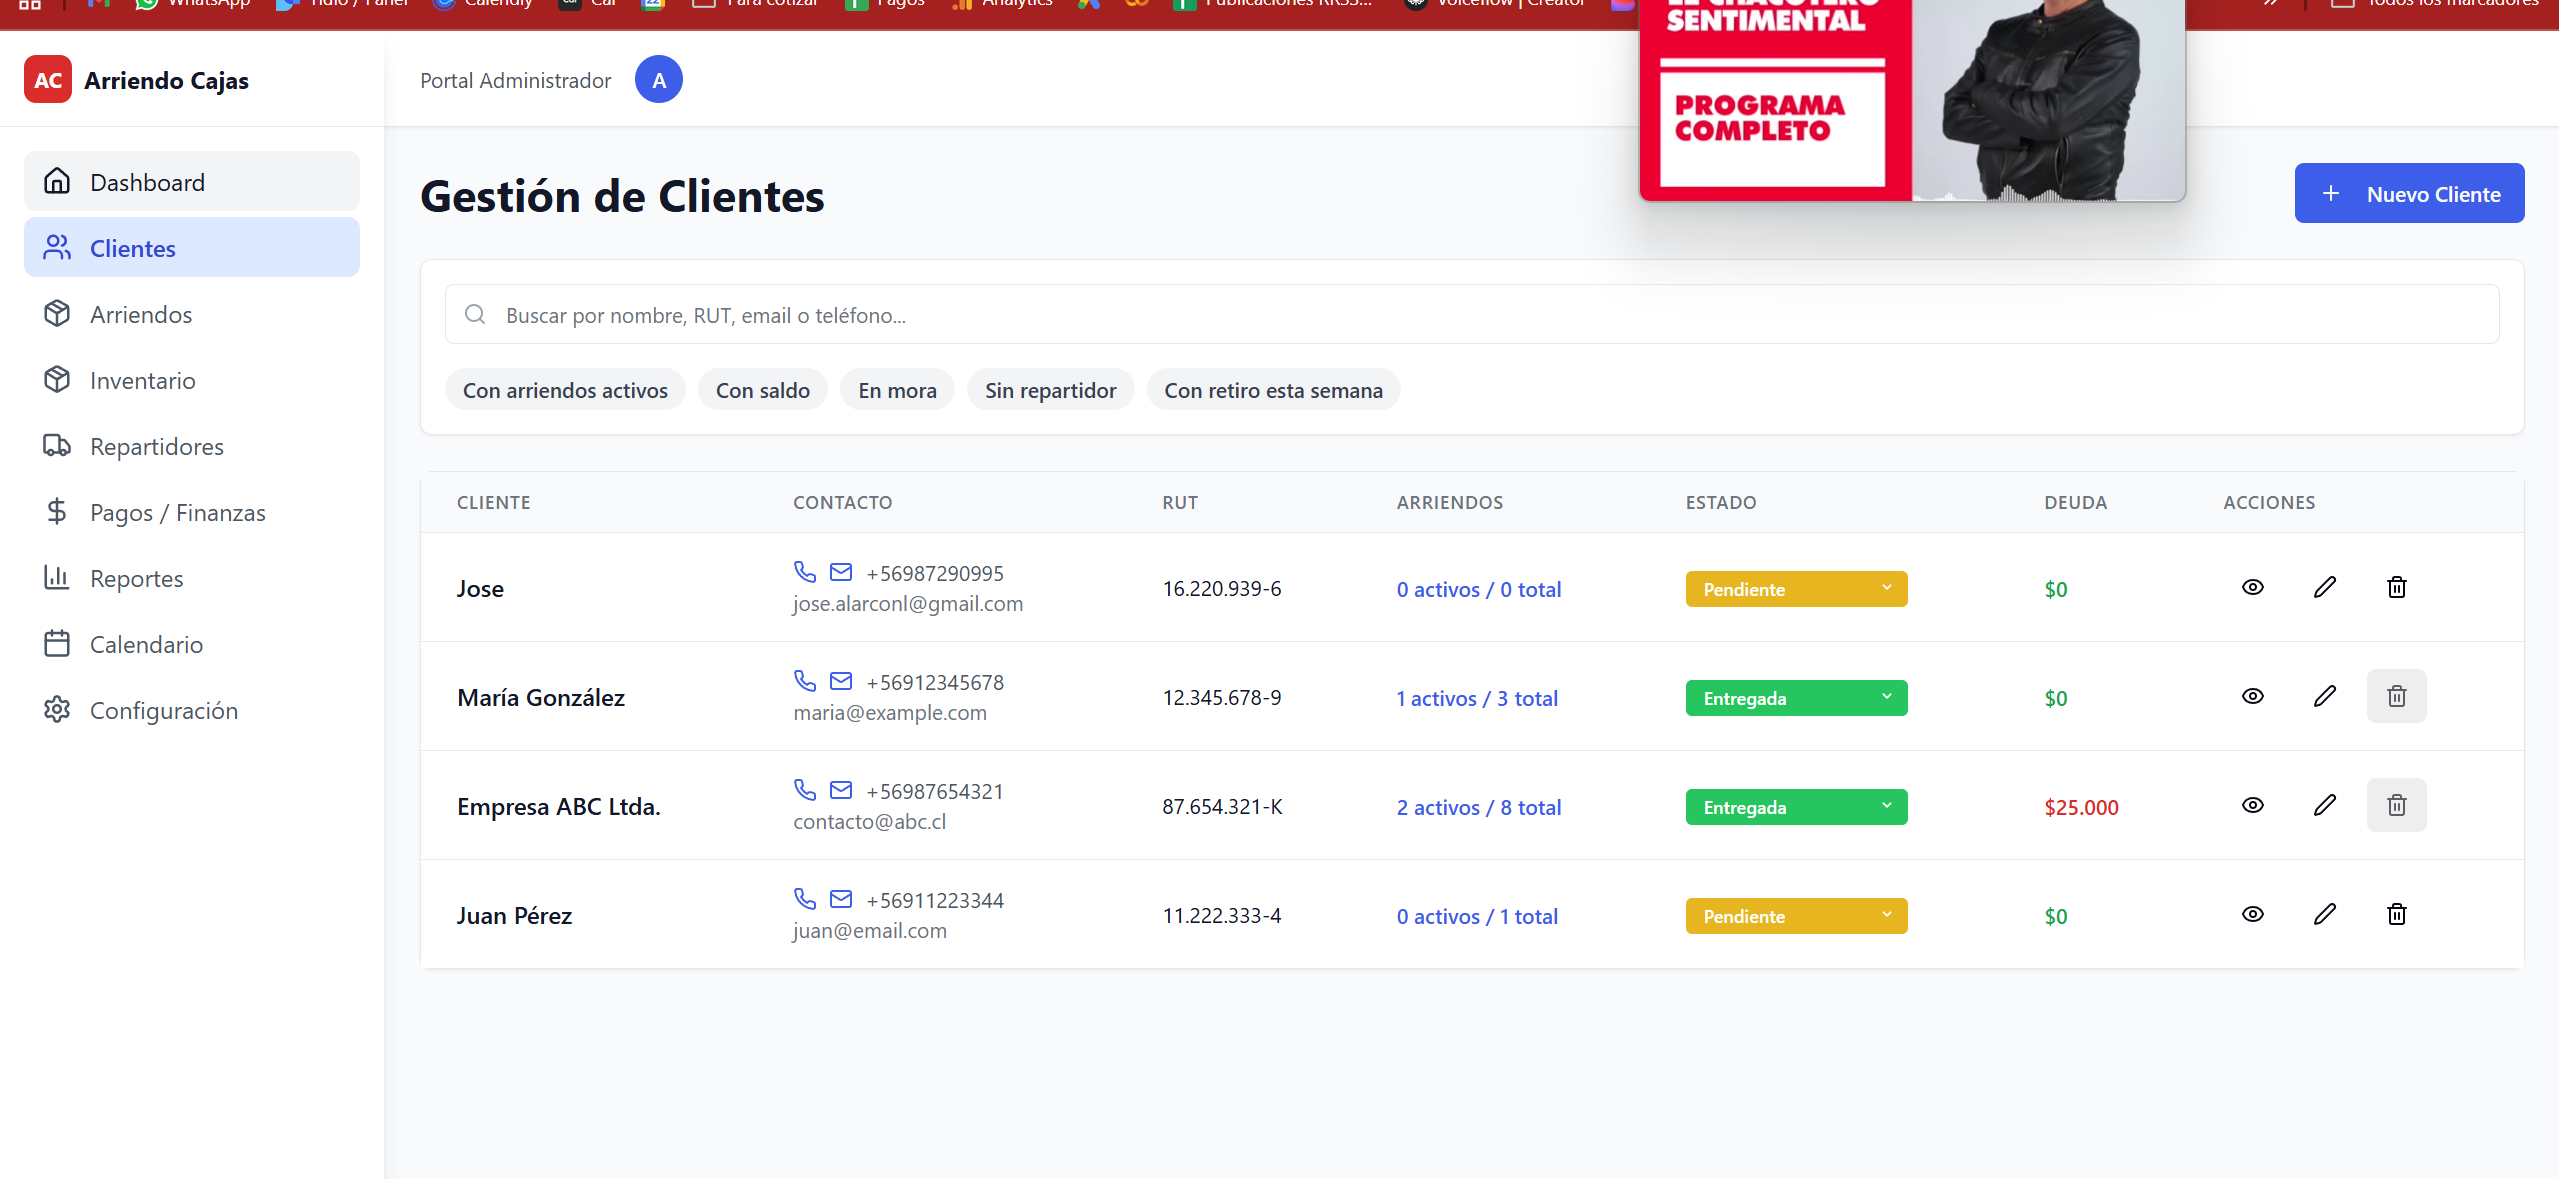 WhatsApp
Tidio / Panel
Calendly
Cal
Para cotizar
Pagos
Analytics
Publicaciones RRSS...
Voiceflow | Creator
Todos los marcadores
EL CHACOTERO
SENTIMENTAL
PROGRAMA
COMPLETO
AC
Arriendo Cajas
Portal Administrador
A
Dashboard
Clientes
Arriendos
Inventario
Repartidores
Pagos / Finanzas
Reportes
Calendario
Configuración
Gestión de Clientes
+ Nuevo Cliente
Buscar por nombre, RUT, email o teléfono...
Con arriendos activos Con saldo En mora Sin repartidor Con retiro esta semana
CLIENTE CONTACTO RUT ARRIENDOS ESTADO DEUDA ACCIONES
Jose +56987290995 16.220.939-6 0 activos / 0 total Pendiente $0
jose.alarconl@gmail.com
María González +56912345678 12.345.678-9 1 activos / 3 total Entregada $0
maria@example.com
Empresa ABC Ltda. +56987654321 87.654.321-K 2 activos / 8 total Entregada $25.000
contacto@abc.cl
Juan Pérez +56911223344 11.222.333-4 0 activos / 1 total Pendiente $0
juan@email.com